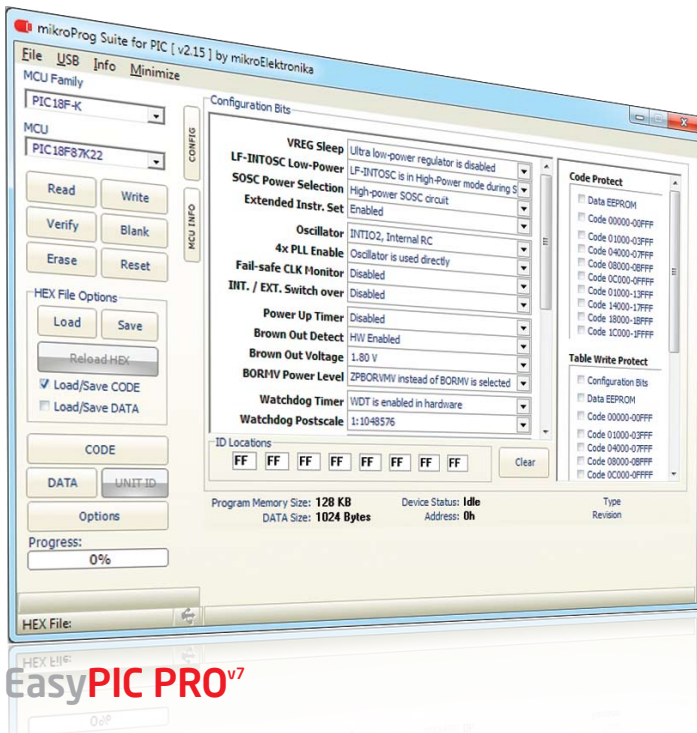 mikroProg Suite for PIC [ v2.15 ] by mikroElektronika
File USB Info Minimize
MCU Family
PIC18F-K
MCU
PIC18F87K22
Read Write
Verify Blank
Erase Reset
HEX File Options
Load Save
Reload HEX
Load/Save CODE
Load/Save DATA
CODE
DATA UNIT ID
Options
Progress:
0%
HEX File:
CONFIG
MCU INFO
Configuration Bits
VREG Sleep Ultra low-power regulator is disabled
LF-INTOSC Low-Power LF-INTOSC is in High-Power mode during S
SOSC Power Selection High-power SOSC circuit
Extended Instr. Set Enabled
Oscillator INTIO2, Internal RC
4x PLL Enable Oscillator is used directly
Fail-safe CLK Monitor Disabled
INT. / EXT. Switch over Disabled
Power Up Timer Disabled
Brown Out Detect HW Enabled
Brown Out Voltage 1.80 V
BORMV Power Level ZPBORVMV instead of BORMV is selected
Watchdog Timer WDT is enabled in hardware
Watchdog Postscale 1:1048576
ID Locations
FF FF FF FF FF FF FF FF Clear
Code Protect
Data EEPROM
Code 00000-00FFF
Code 01000-03FFF
Code 04000-07FFF
Code 08000-0BFFF
Code 0C000-0FFFF
Code 01000-13FFF
Code 14000-17FFF
Code 18000-1BFFF
Code 1C000-1FFFF
Table Write Protect
Configuration Bits
Data EEPROM
Code 00000-00FFF
Code 01000-03FFF
Code 04000-07FFF
Code 08000-0BFFF
Code 0C000-0FFFF
Program Memory Size: 128 KB Device Status: Idle Type
DATA Size: 1024 Bytes Address: 0h Revision
EasyPIC PRO v7